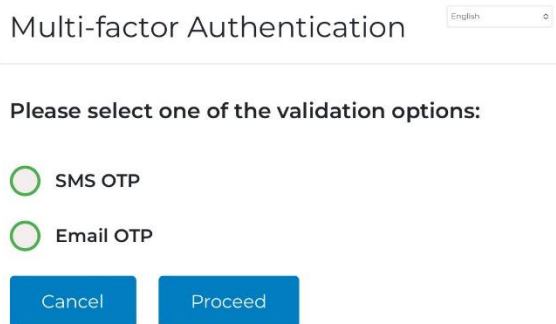 Multi-factor Authentication
English
Please select one of the validation options:
SMS OTP
Email OTP
Cancel Proceed